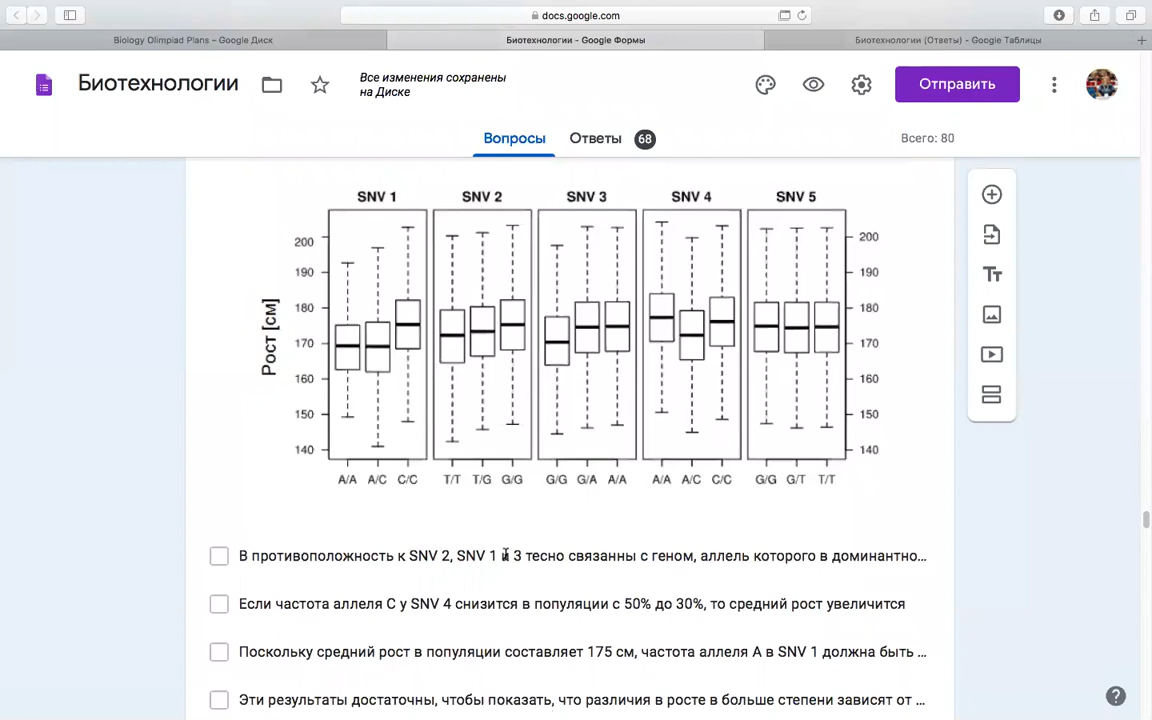 docs.google.com
Biology Olimpiad Plans – Google Диск
Биотехнологии - Google Формы
Биотехнологии (Ответы) - Google Таблицы
Биотехнологии
Все изменения сохранены
на Диске
Отправить
Вопросы
Ответы 68
Всего: 80
SNV 1 SNV 2 SNV 3 SNV 4 SNV 5
200 200
190 190
180 180
170 170
160 160
150 150
140 140
Рост [см]
A/A A/C C/C T/T T/G G/G G/G G/A A/A A/A A/C C/C G/G G/T T/T
В противоположность к SNV 2, SNV 1 и 3 тесно связанны с геном, аллель которого в доминантно...
Если частота аллеля С у SNV 4 снизится в популяции с 50% до 30%, то средний рост увеличится
Поскольку средний рост в популяции составляет 175 см, частота аллеля А в SNV 1 должна быть ...
Эти результаты достаточны, чтобы показать, что различия в росте в больше степени зависят от ...